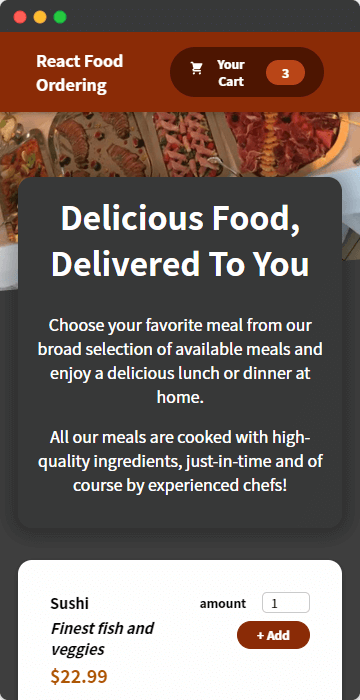 React Food
Ordering
Your
Cart
3
Delicious Food,
Delivered To You
Choose your favorite meal from our
broad selection of available meals and
enjoy a delicious lunch or dinner at
home.
All our meals are cooked with high-
quality ingredients, just-in-time and of
course by experienced chefs!
Sushi
Finest fish and
veggies
$22.99
amount
1
+ Add